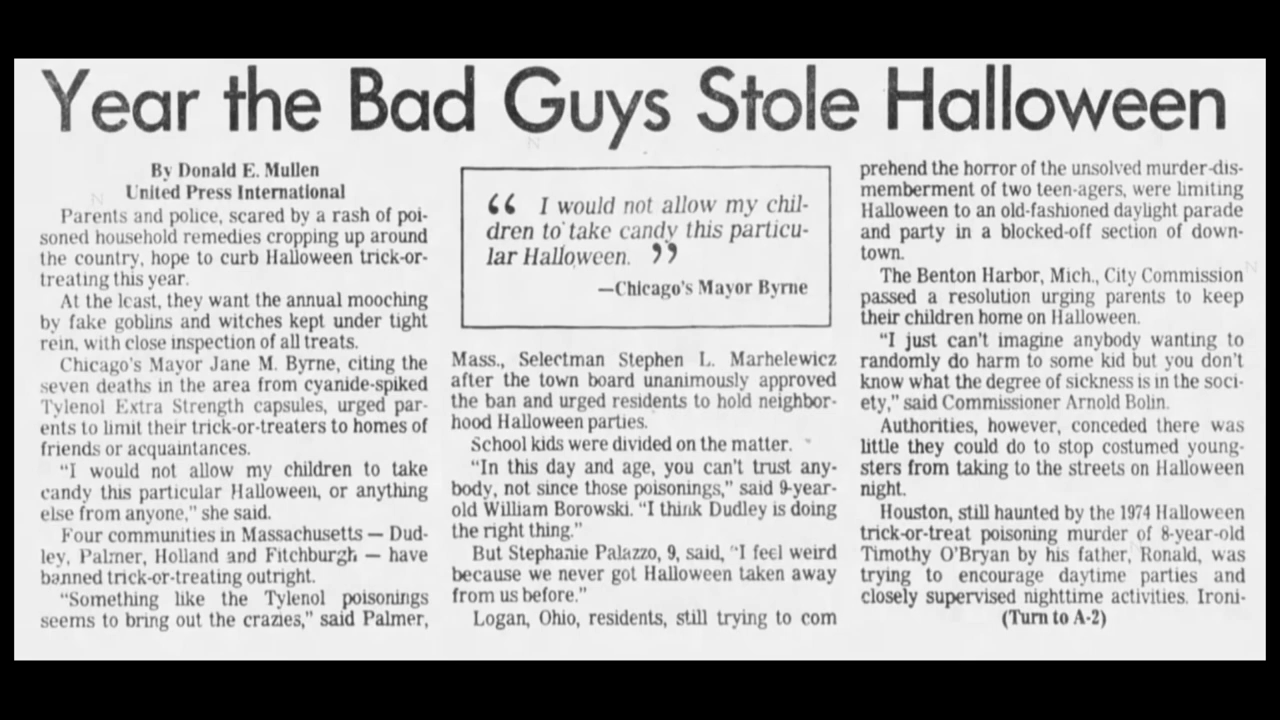 Year the Bad Guys Stole Halloween
By Donald E. Mullen
United Press International
Parents and police, scared by a rash of poi-
soned household remedies cropping up around
the country, hope to curb Halloween trick-or-
treating this year.
At the least, they want the annual mooching
by fake goblins and witches kept under tight
rein, with close inspection of all treats.
Chicago's Mayor Jane M. Byrne, citing the
seven deaths in the area from cyanide-spiked
Tylenol Extra Strength capsules, urged par-
ents to limit their trick-or-treaters to homes of
friends or acquaintances.
"I would not allow my children to take
candy this particular Halloween, or anything
else from anyone," she said.
Four communities in Massachusetts — Dud-
ley, Palmer, Holland and Fitchburgh — have
banned trick-or-treating outright.
"Something like the Tylenol poisonings
seems to bring out the crazies," said Palmer,
“ I would not allow my chil-
dren to take candy this particu-
lar Halloween. ”
—Chicago's Mayor Byrne
Mass., Selectman Stephen L. Marhelewicz
after the town board unanimously approved
the ban and urged residents to hold neighbor-
hood Halloween parties.
School kids were divided on the matter.
"In this day and age, you can't trust any-
body, not since those poisonings," said 9-year-
old William Borowski. "I think Dudley is doing
the right thing."
But Stephanie Palazzo, 9, said, "I feel weird
because we never got Halloween taken away
from us before."
Logan, Ohio, residents, still trying to com
prehend the horror of the unsolved murder-dis-
memberment of two teen-agers, were limiting
Halloween to an old-fashioned daylight parade
and party in a blocked-off section of down-
town.
The Benton Harbor, Mich., City Commission
passed a resolution urging parents to keep
their children home on Halloween.
"I just can't imagine anybody wanting to
randomly do harm to some kid but you don't
know what the degree of sickness is in the soci-
ety," said Commissioner Arnold Bolin.
Authorities, however, conceded there was
little they could do to stop costumed young-
sters from taking to the streets on Halloween
night.
Houston, still haunted by the 1974 Halloween
trick-or-treat poisoning murder of 8-year-old
Timothy O'Bryan by his father, Ronald, was
trying to encourage daytime parties and
closely supervised nighttime activities. Ironi-
(Turn to A-2)